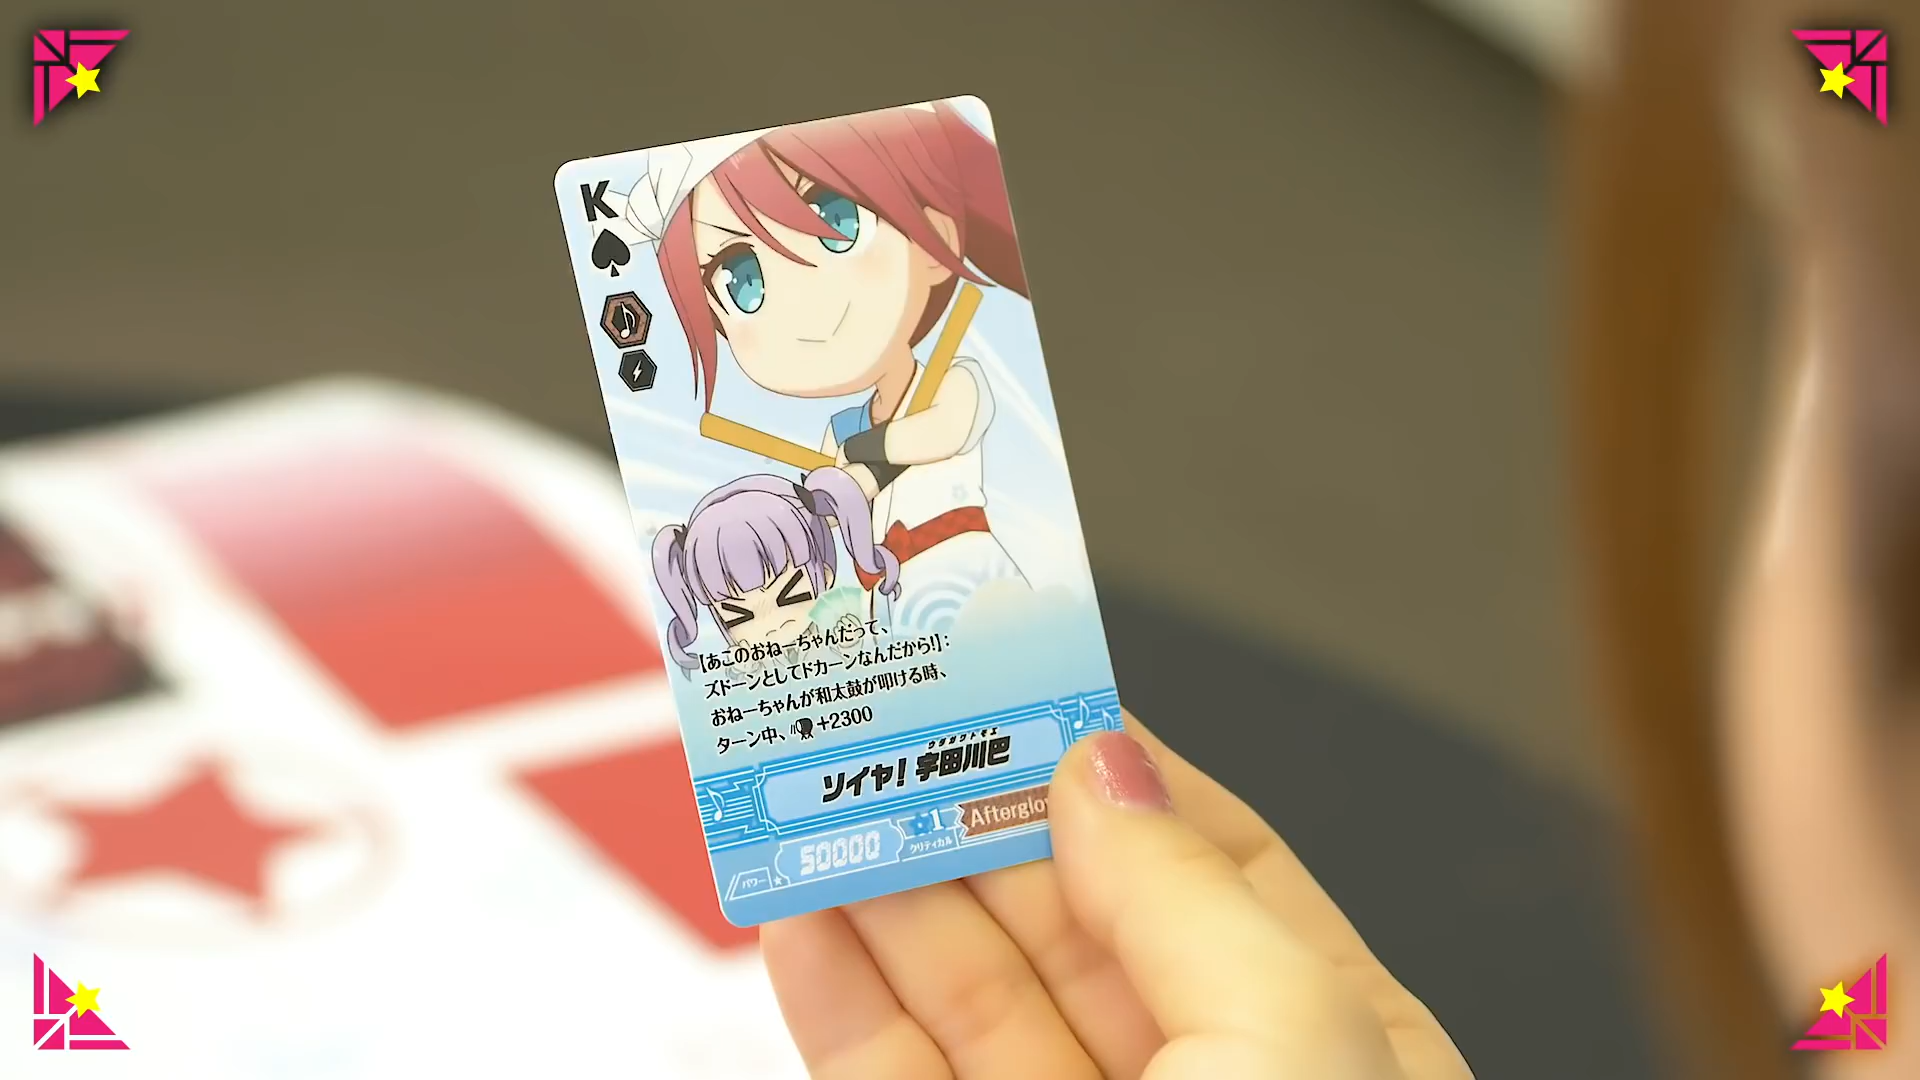 K
【あこのおねーちゃんだって、
ズドーンとしてドカーンなんだから!】:
おねーちゃんが和太鼓が叩ける時、
ターン中、+2300
ウダガワトモエ
ソイヤ! 宇田川巴
パワー 50000 1 クリティカル Afterglo